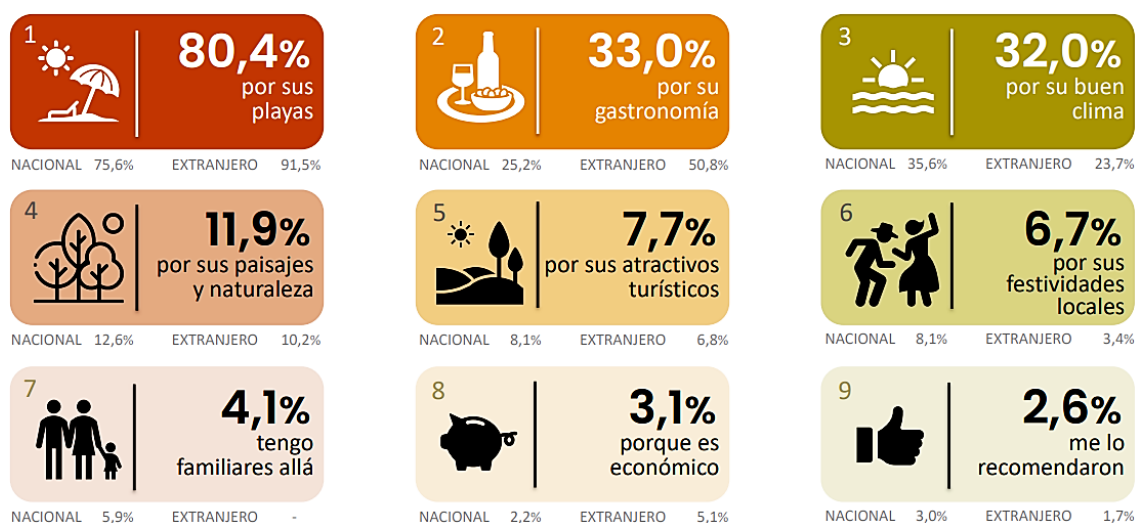 1
80,4%
por sus
playas
NACIONAL 75,6% EXTRANJERO 91,5%
2
33,0%
por su
gastronomía
NACIONAL 25,2% EXTRANJERO 50,8%
3
32,0%
por su buen
clima
NACIONAL 35,6% EXTRANJERO 23,7%
4
11,9%
por sus paisajes
y naturaleza
NACIONAL 12,6% EXTRANJERO 10,2%
5
7,7%
por sus atractivos
turísticos
NACIONAL 8,1% EXTRANJERO 6,8%
6
6,7%
por sus
festividades
locales
NACIONAL 8,1% EXTRANJERO 3,4%
7
4,1%
tengo
familiares allá
NACIONAL 5,9% EXTRANJERO -
8
3,1%
porque es
económico
NACIONAL 2,2% EXTRANJERO 5,1%
9
2,6%
me lo
recomendaron
NACIONAL 3,0% EXTRANJERO 1,7%